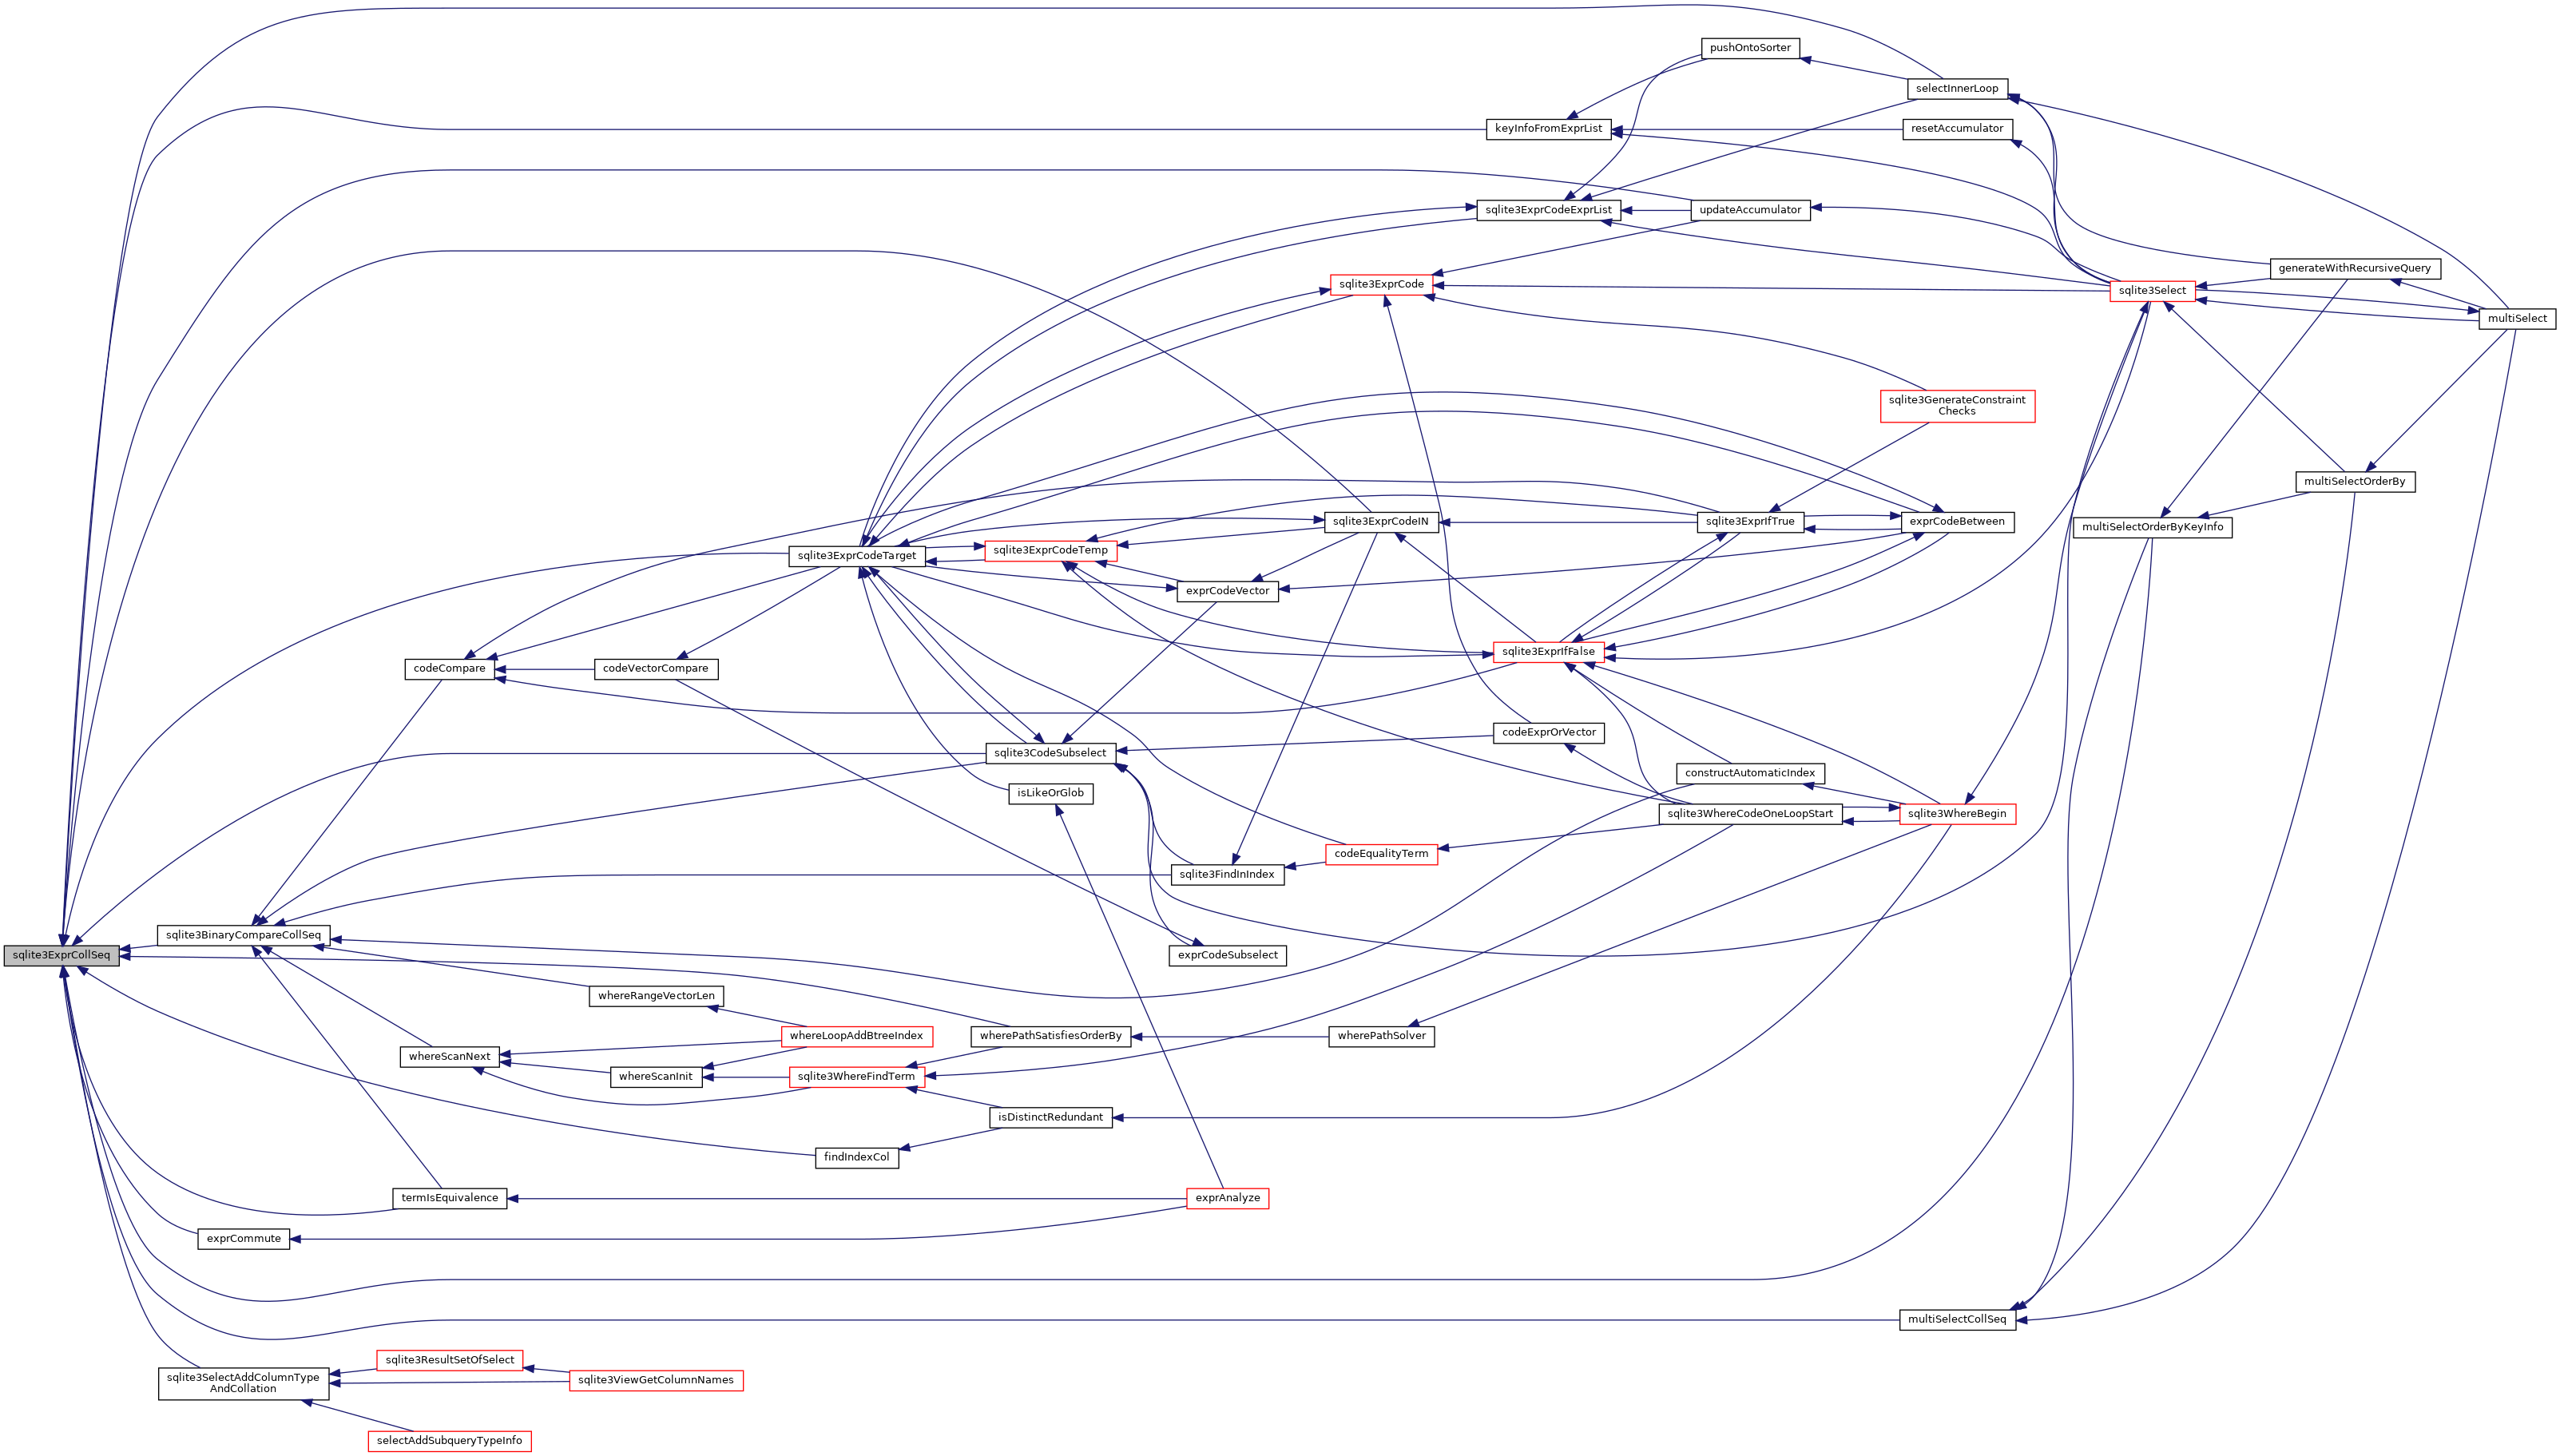 pushOntoSorter
selectInnerLoop
keyInfoFromExprList
resetAccumulator
sqlite3ExprCodeExprList
updateAccumulator
generateWithRecursiveQuery
sqlite3ExprCode
sqlite3Select
multiSelect
sqlite3GenerateConstraint
Checks
multiSelectOrderBy
sqlite3ExprCodeIN
sqlite3ExprIfTrue
exprCodeBetween
multiSelectOrderByKeyInfo
sqlite3ExprCodeTarget
sqlite3ExprCodeTemp
exprCodeVector
sqlite3ExprIfFalse
codeCompare
codeVectorCompare
codeExprOrVector
sqlite3CodeSubselect
constructAutomaticIndex
isLikeOrGlob
sqlite3WhereCodeOneLoopStart
sqlite3WhereBegin
codeEqualityTerm
sqlite3FindInIndex
sqlite3BinaryCompareCollSeq
sqlite3ExprCollSeq
exprCodeSubselect
whereRangeVectorLen
whereLoopAddBtreeIndex
wherePathSatisfiesOrderBy
wherePathSolver
whereScanNext
whereScanInit
sqlite3WhereFindTerm
isDistinctRedundant
findIndexCol
termIsEquivalence
exprAnalyze
exprCommute
multiSelectCollSeq
sqlite3ResultSetOfSelect
sqlite3SelectAddColumnType
AndCollation
sqlite3ViewGetColumnNames
selectAddSubqueryTypeInfo